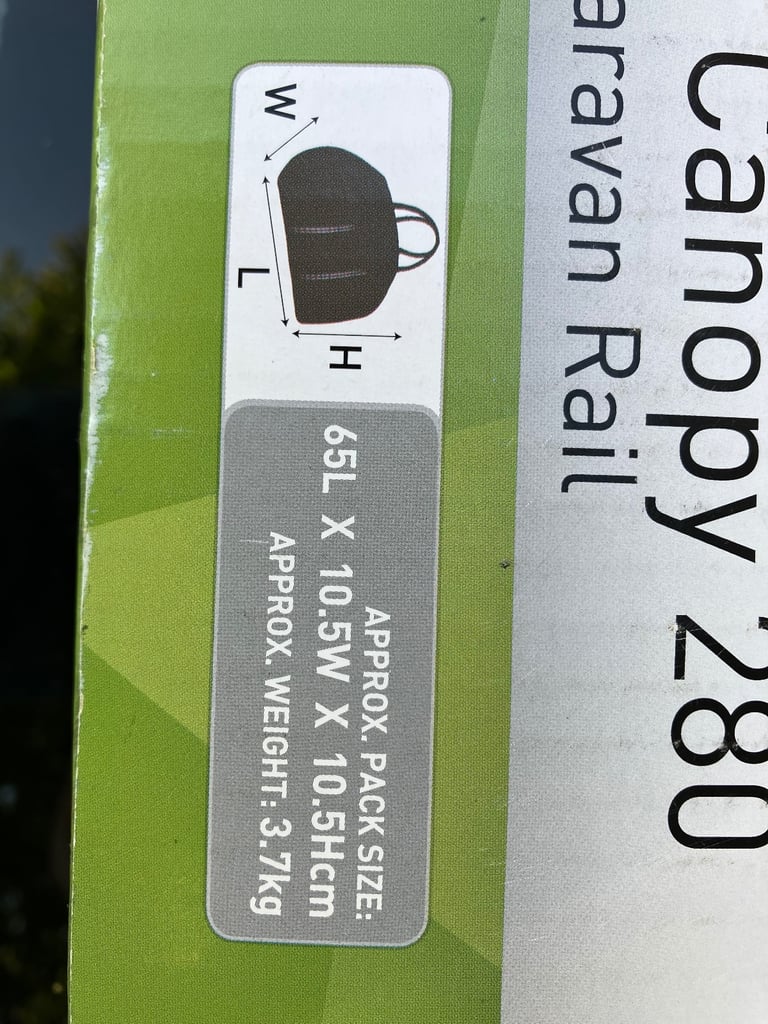 Canopy 280
aravan Rail
W
L
H
APPROX. PACK SIZE:
65L X 10.5W X 10.5Hcm
APPROX. WEIGHT: 3.7kg